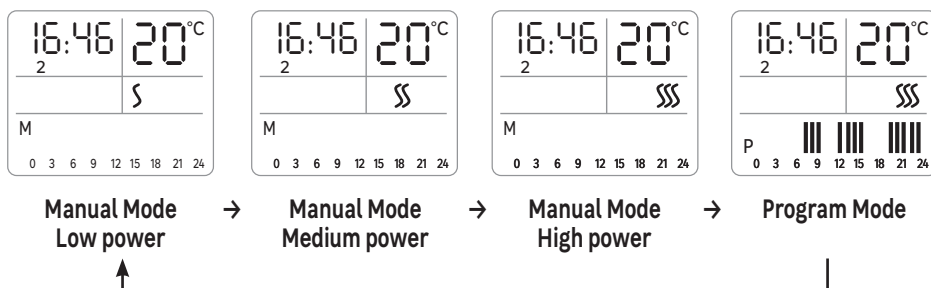 16:46 20°C
2
M
0 3 6 9 12 15 18 21 24
Manual Mode
Low power
→
16:46 20°C
2
M
0 3 6 9 12 15 18 21 24
Manual Mode
Medium power
→
16:46 20°C
2
M
0 3 6 9 12 15 18 21 24
Manual Mode
High power
→
16:46 20°C
2
P
0 3 6 9 12 15 18 21 24
Program Mode